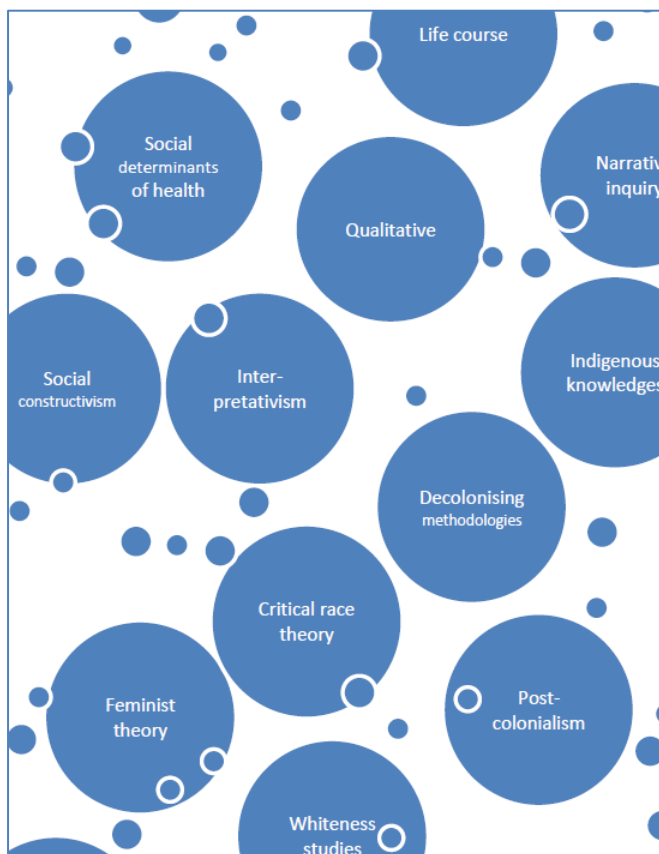 Life course
Social
determinants
of health
Narrativ
inquiry
Qualitative
Indigenous
knowledges
Social
constructivism
Inter-
pretativism
Decolonising
methodologies
Critical race
theory
Feminist
theory
Post-
colonialism
Whiteness
studies